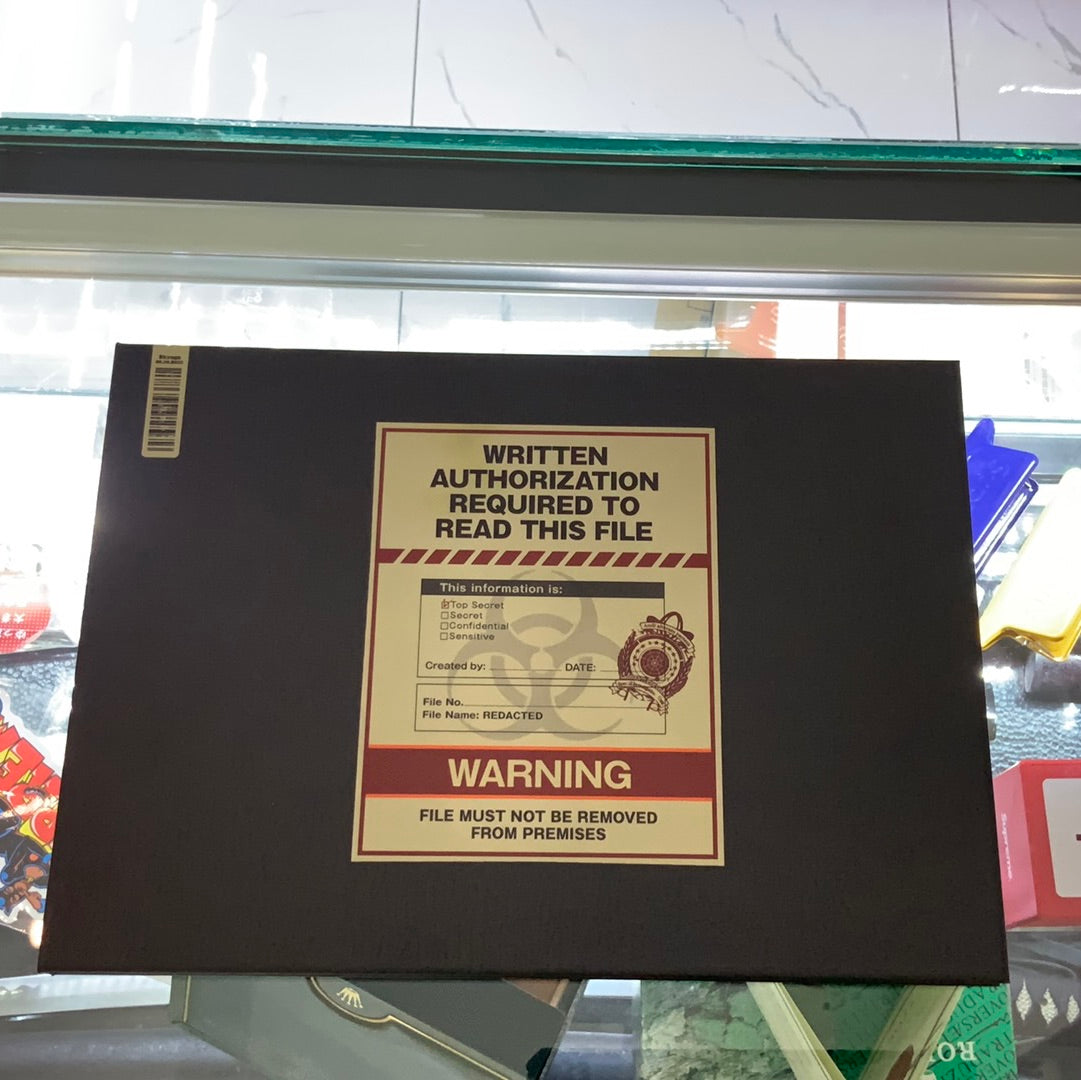 WRITTEN
AUTHORIZATION
REQUIRED TO
READ THIS FILE
This information is:
Top Secret
Secret
Confidential
Sensitive
Created by:
DATE:
File No.
File Name: REDACTED
WARNING
FILE MUST NOT BE REMOVED
FROM PREMISES
Supreme